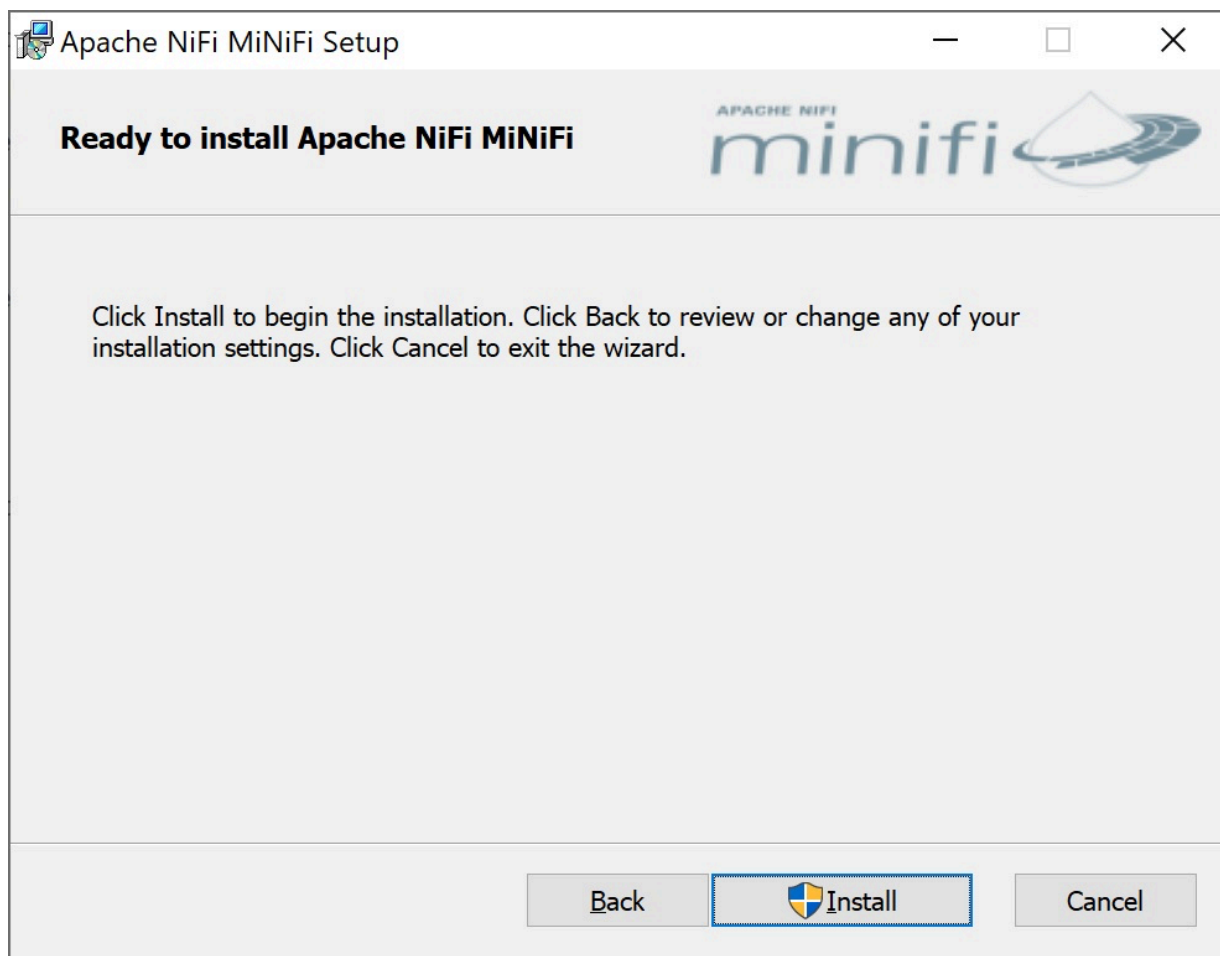 Apache NiFi MiNiFi Setup
Ready to install Apache NiFi MiNiFi
APACHE NIFI
minifi
Click Install to begin the installation. Click Back to review or change any of your
installation settings. Click Cancel to exit the wizard.
Back
Install
Cancel